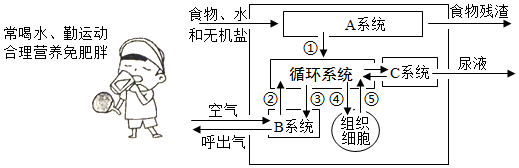 常喝水、勤运动
合理营养免肥胖
食物、水
和无机盐
A系统
食物残渣
①
循环系统
C系统
尿液
② ③ ④ ⑤
空气
呼出气
B系统
组织
细胞